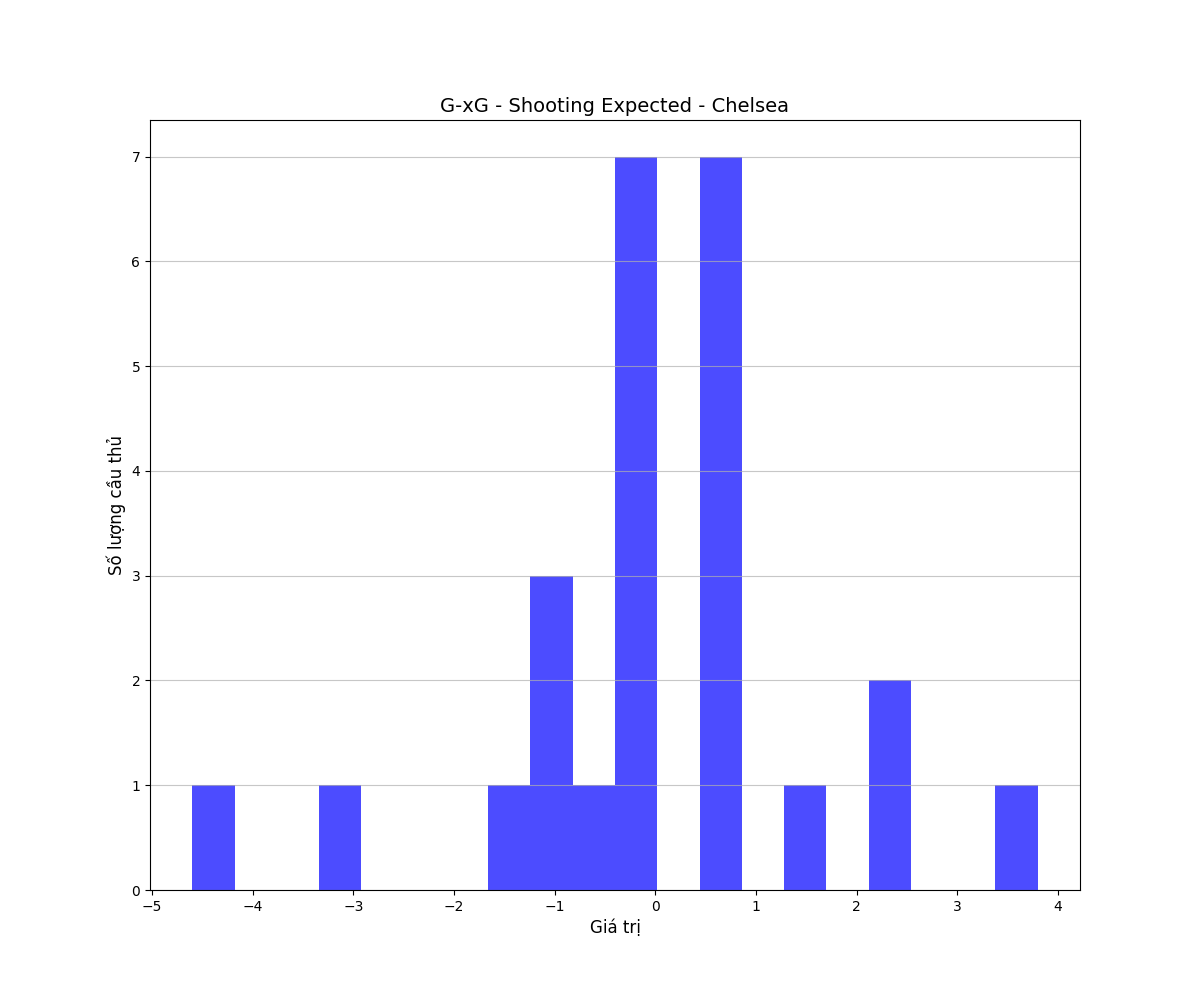 G-xG - Shooting Expected - Chelsea
Số lượng cầu thủ
7
6
5
4
3
2
1
0
−5 −4 −3 −2 −1 0 1 2 3 4
Giá trị